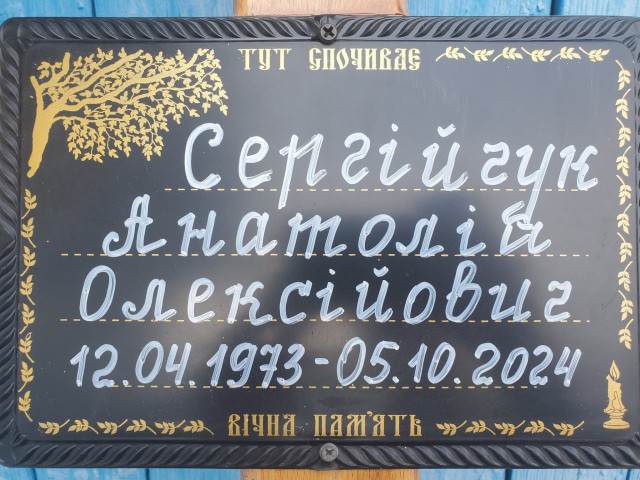 ТУТ СПОЧИВАЄ
Сергійчук
Анатолій
Олексійович
12.04.1973-05.10.2024
ВІЧНА ПАМ'ЯТЬ